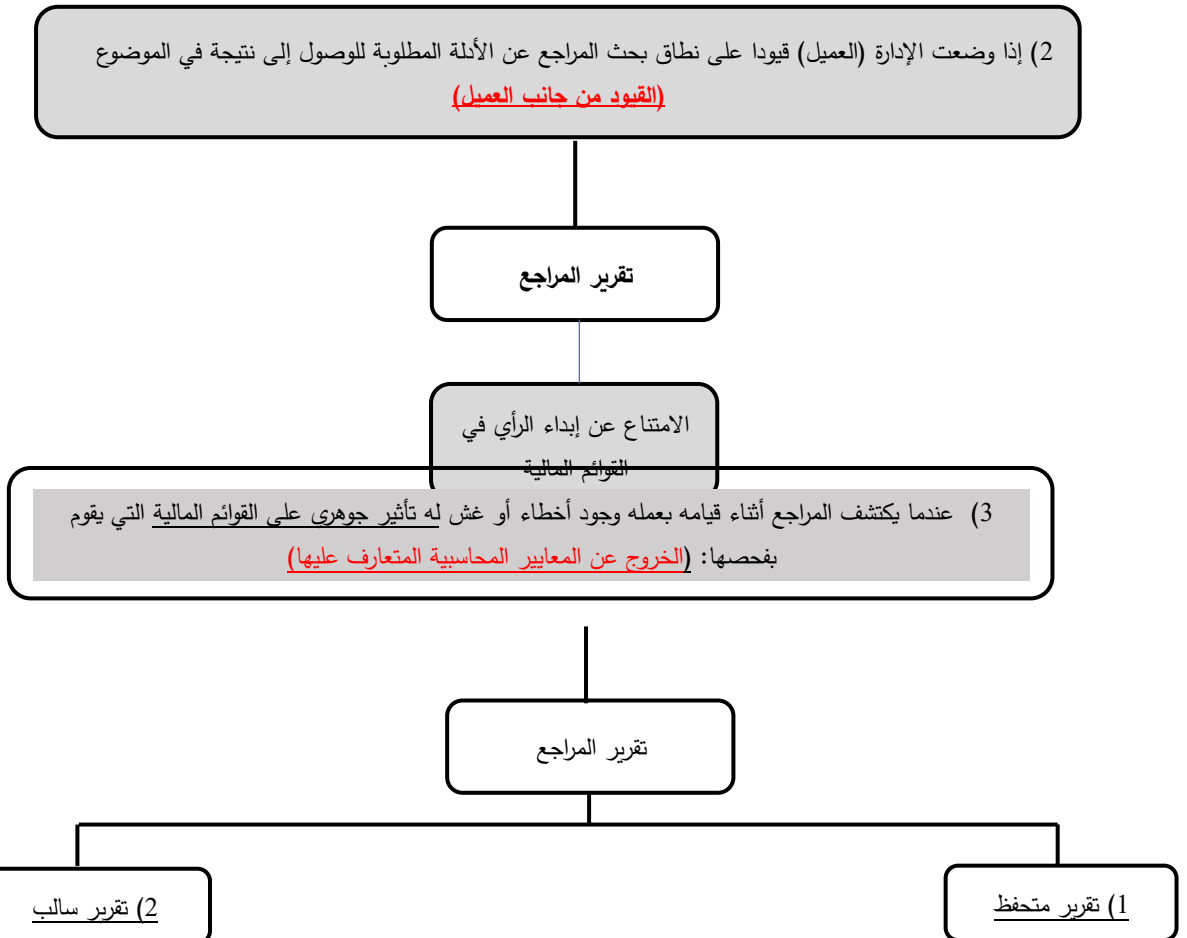 2) إذا وضعت الإدارة (العميل) قيودا على نطاق بحث المراجع عن الأدلة المطلوبة للوصول إلى نتيجة في الموضوع
(القيود من جانب العميل)
تقرير المراجع
الامتناع عن إبداء الرأي في
القوائم المالية
3) عندما يكتشف المراجع أثناء قيامه بعمله وجود أخطاء أو غش له تأثير جوهري على القوائم المالية التي يقوم
بفحصها: (الخروج عن المعايير المحاسبية المتعارف عليها)
تقرير المراجع
1) تقرير متحفظ
2) تقرير سالب